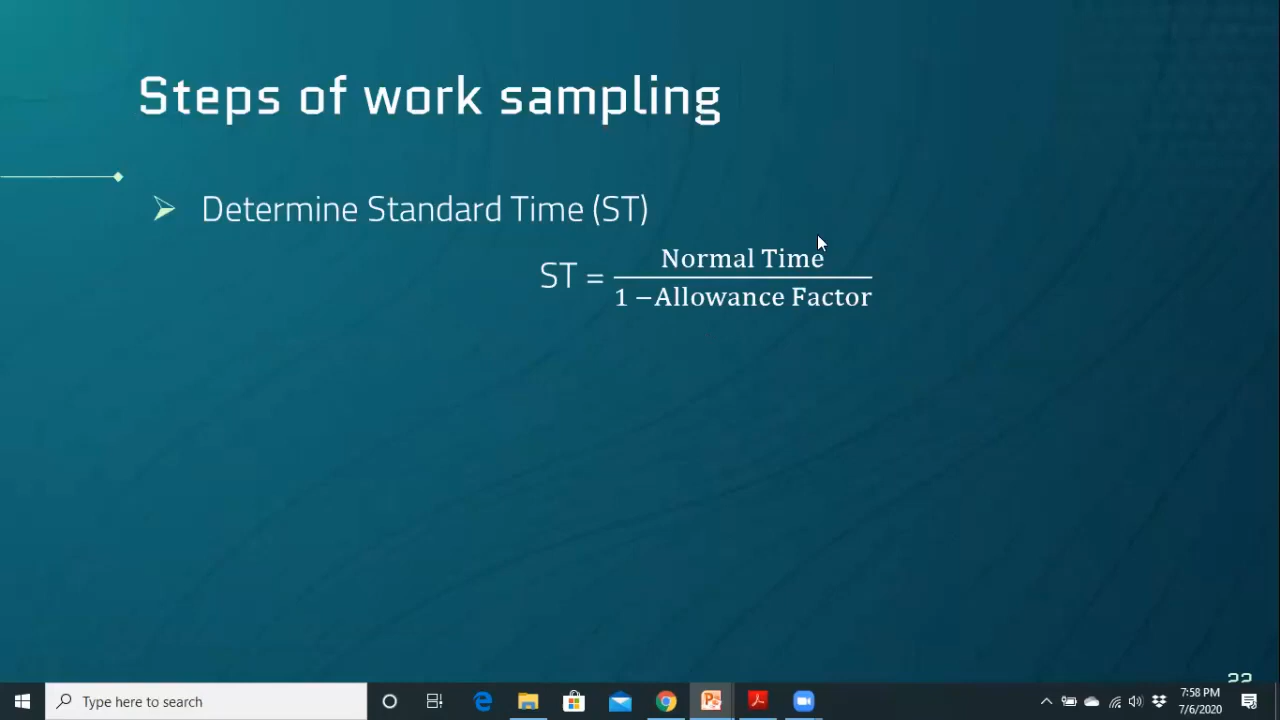 Steps of work sampling
Determine Standard Time (ST)
ST = Normal Time / 1 −Allowance Factor
Type here to search
7:58 PM
7/6/2020